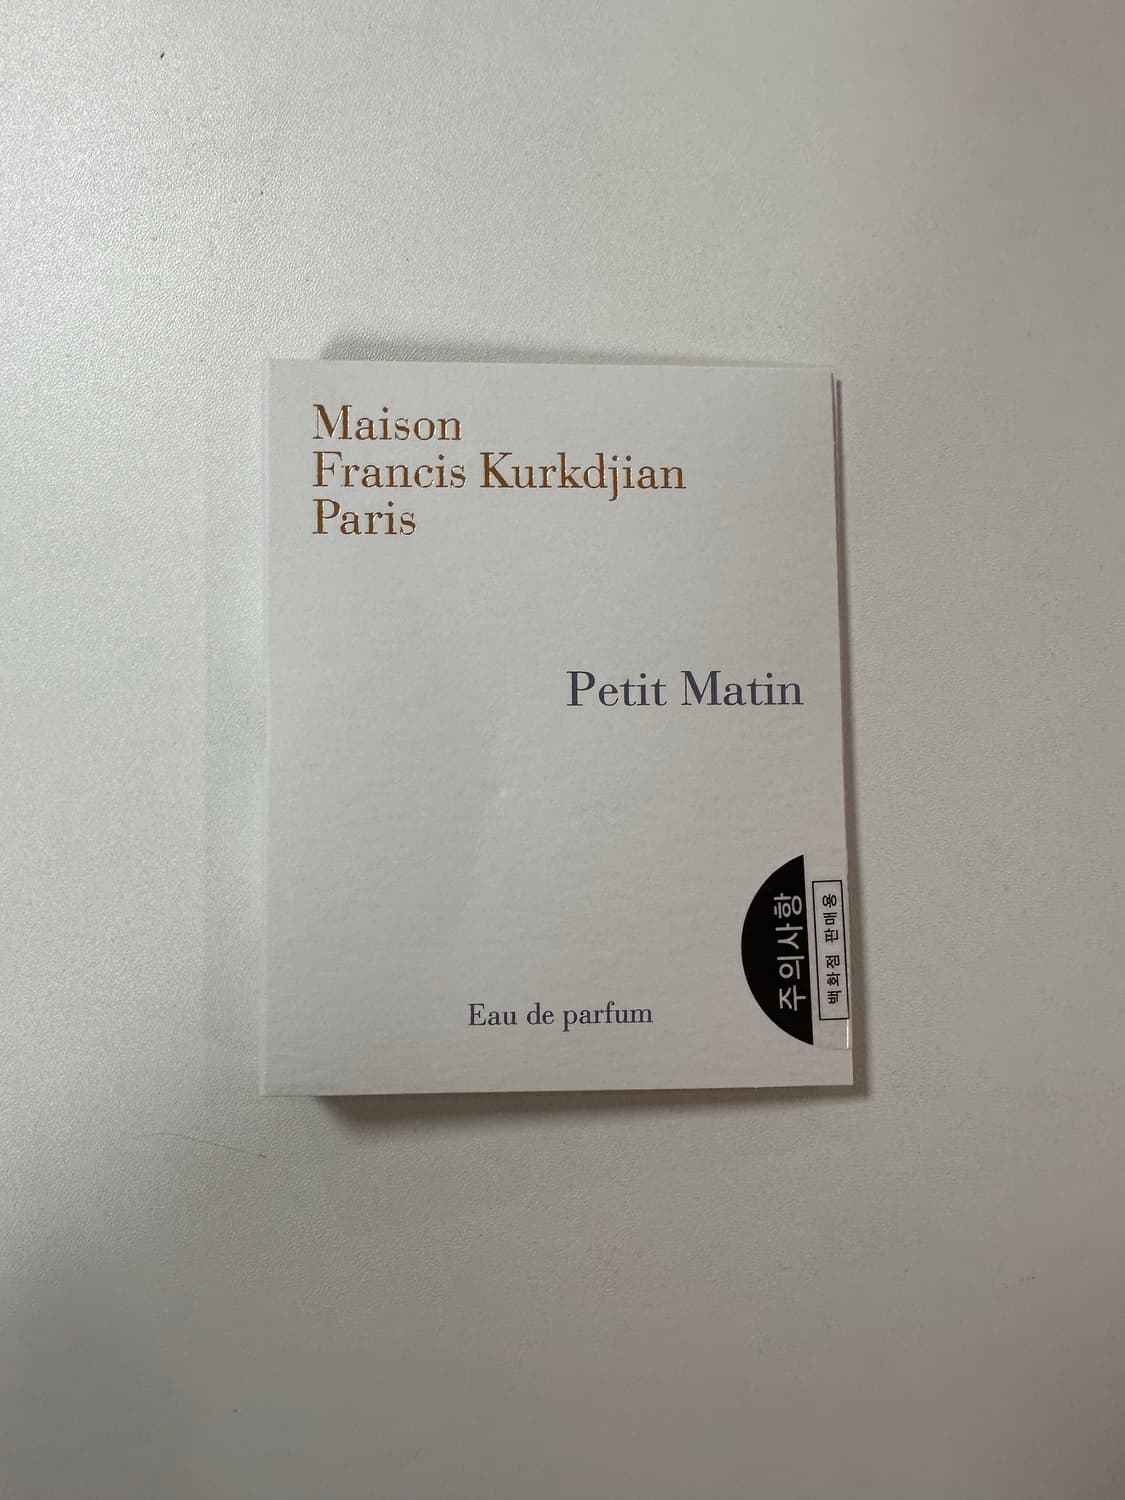 Maison
Francis Kurkdjian
Paris
Petit Matin
Eau de parfum
주의사항
백화점 판매용